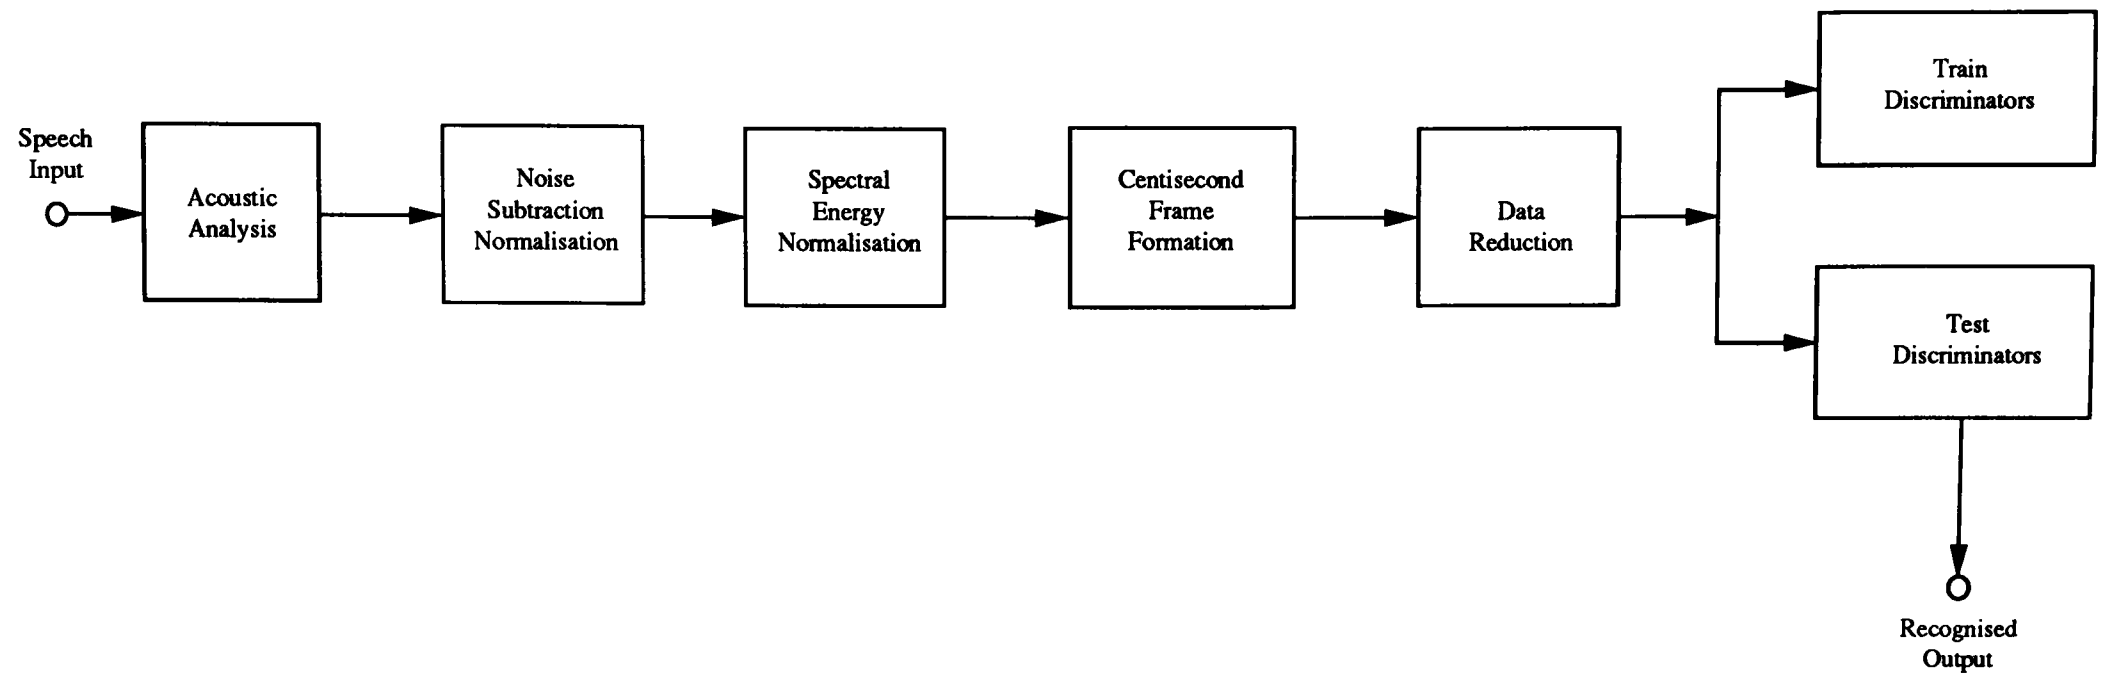 Speech
Input
Acoustic
Analysis
Noise
Subtraction
Normalisation
Spectral
Energy
Normalisation
Centisecond
Frame
Formation
Data
Reduction
Train
Discriminators
Test
Discriminators
Recognised
Output